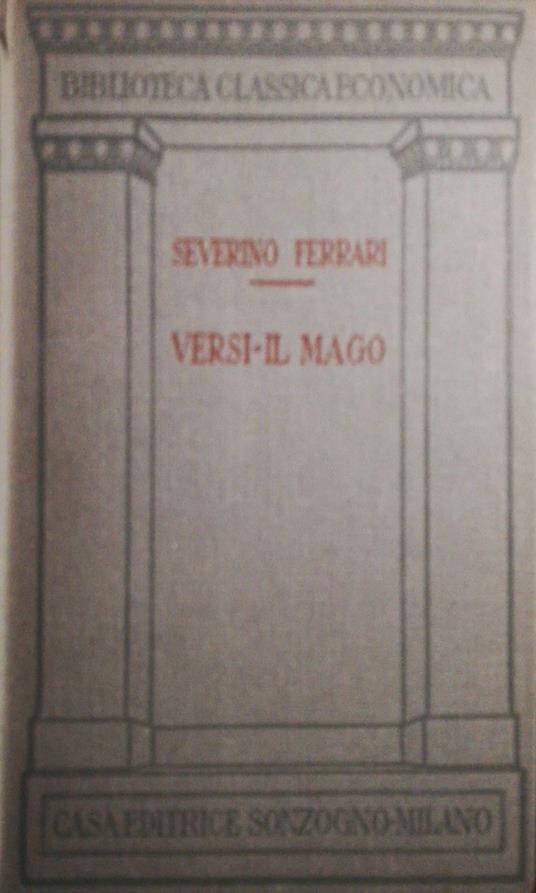 BIBLIOTECA CLASSICA ECONOMICA
SEVERINO FERRARI
VERSI-IL MAGO
CASA EDITRICE SONZOGNO-MILANO